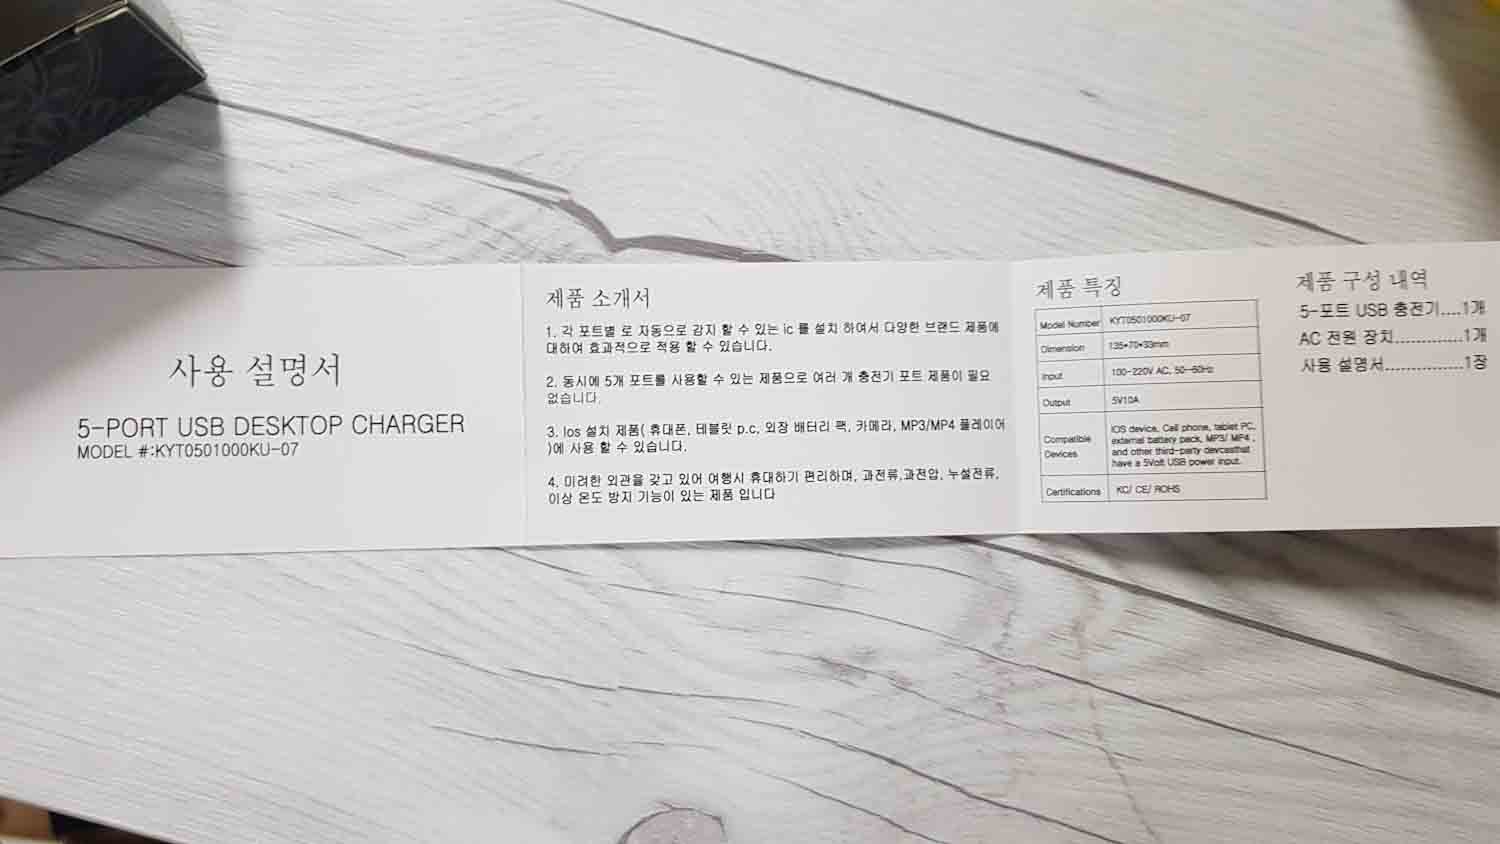 사용 설명서
5-PORT USB DESKTOP CHARGER
MODEL #:KYT0501000KU-07
제품 소개서
1. 각 포트별 로 자동으로 감지 할 수 있는 ic 를 설치 하여서 다양한 브랜드 제품에
대하여 효과적으로 적용 할 수 있습니다.
2. 동시에 5개 포트를 사용할 수 있는 제품으로 여러 개 충전기 포트 제품이 필요
없습니다.
3. Ios 설치 제품( 휴대폰, 테블릿 p.c, 외장 배터리 팩, 카메라, MP3/MP4 플레이어
)에 사용 할 수 있습니다.
4. 미려한 외관을 갖고 있어 여행시 휴대하기 편리하며, 과전류,과전압, 누설전류,
이상 온도 방지 기능이 있는 제품 입니다
제품 특징
Model Number KYT0501000KU-07
Dimension 135*70*33mm
Input 100-220V AC, 50-60Hz
Output 5V10A
Compatible
Devices
IOS device, Cell phone, tablet PC,
external battery pack, MP3/ MP4 ,
and other third-party devcasthat
have a 5Volt USB power input.
Certifications KC/ CE/ ROHS
제품 구성 내역
5-포트 USB 충전기....1개
AC 전원 장치.............1개
사용 설명서...............1장